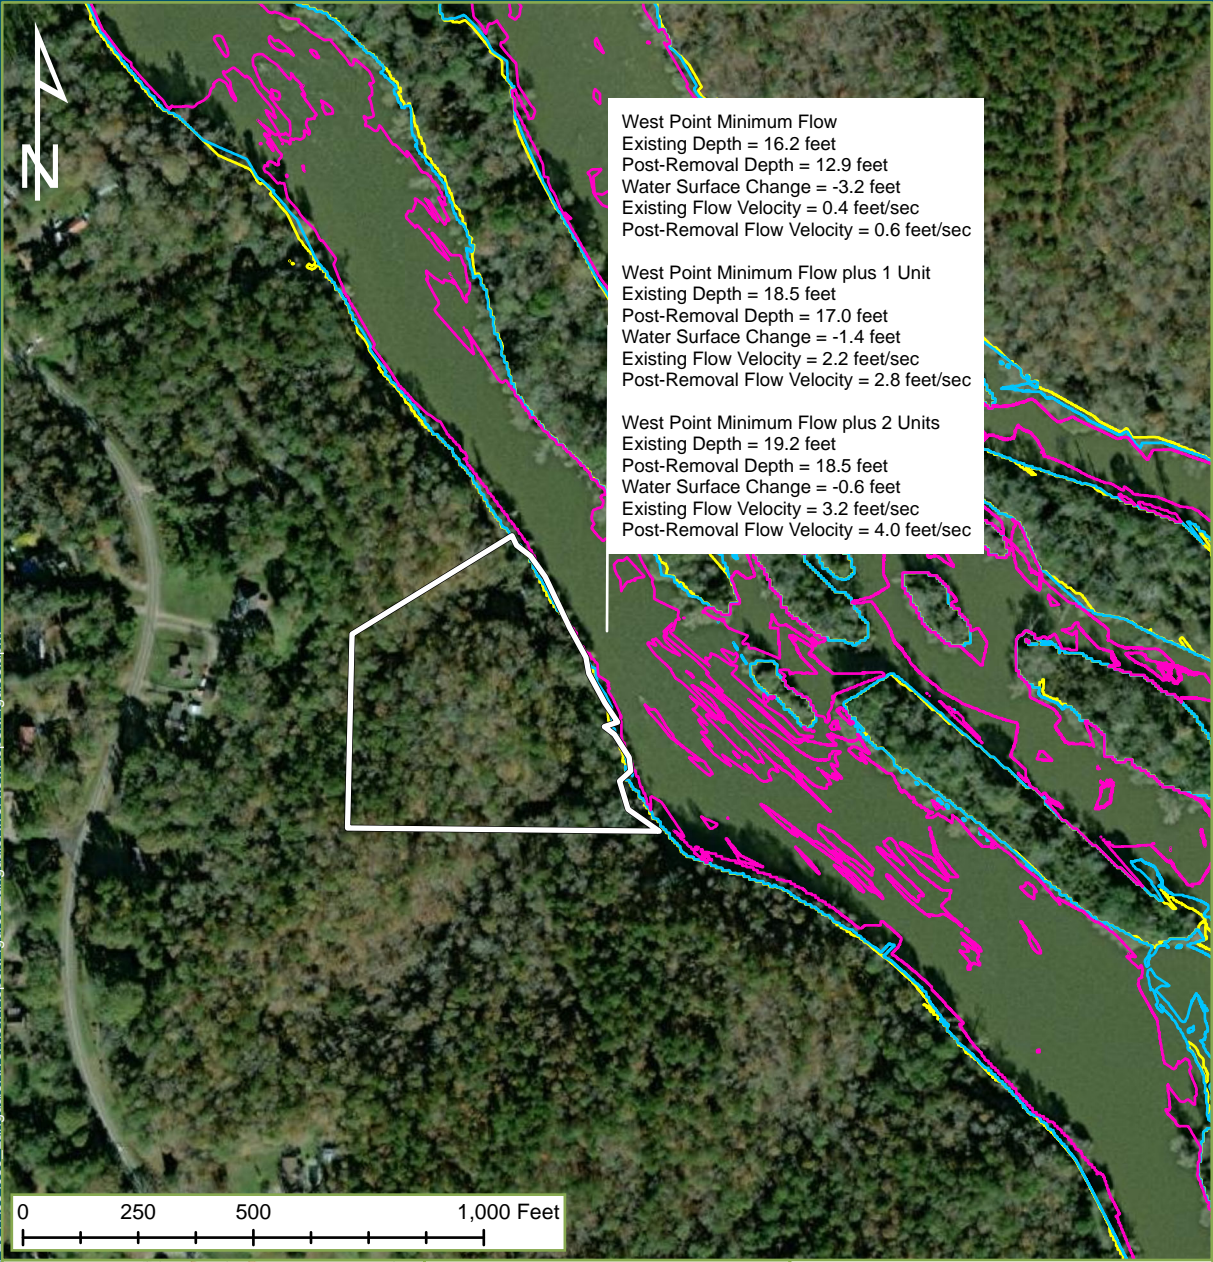 N
West Point Minimum Flow
Existing Depth = 16.2 feet
Post-Removal Depth = 12.9 feet
Water Surface Change = -3.2 feet
Existing Flow Velocity = 0.4 feet/sec
Post-Removal Flow Velocity = 0.6 feet/sec
West Point Minimum Flow plus 1 Unit
Existing Depth = 18.5 feet
Post-Removal Depth = 17.0 feet
Water Surface Change = -1.4 feet
Existing Flow Velocity = 2.2 feet/sec
Post-Removal Flow Velocity = 2.8 feet/sec
West Point Minimum Flow plus 2 Units
Existing Depth = 19.2 feet
Post-Removal Depth = 18.5 feet
Water Surface Change = -0.6 feet
Existing Flow Velocity = 3.2 feet/sec
Post-Removal Flow Velocity = 4.0 feet/sec
0 250 500 1,000 Feet